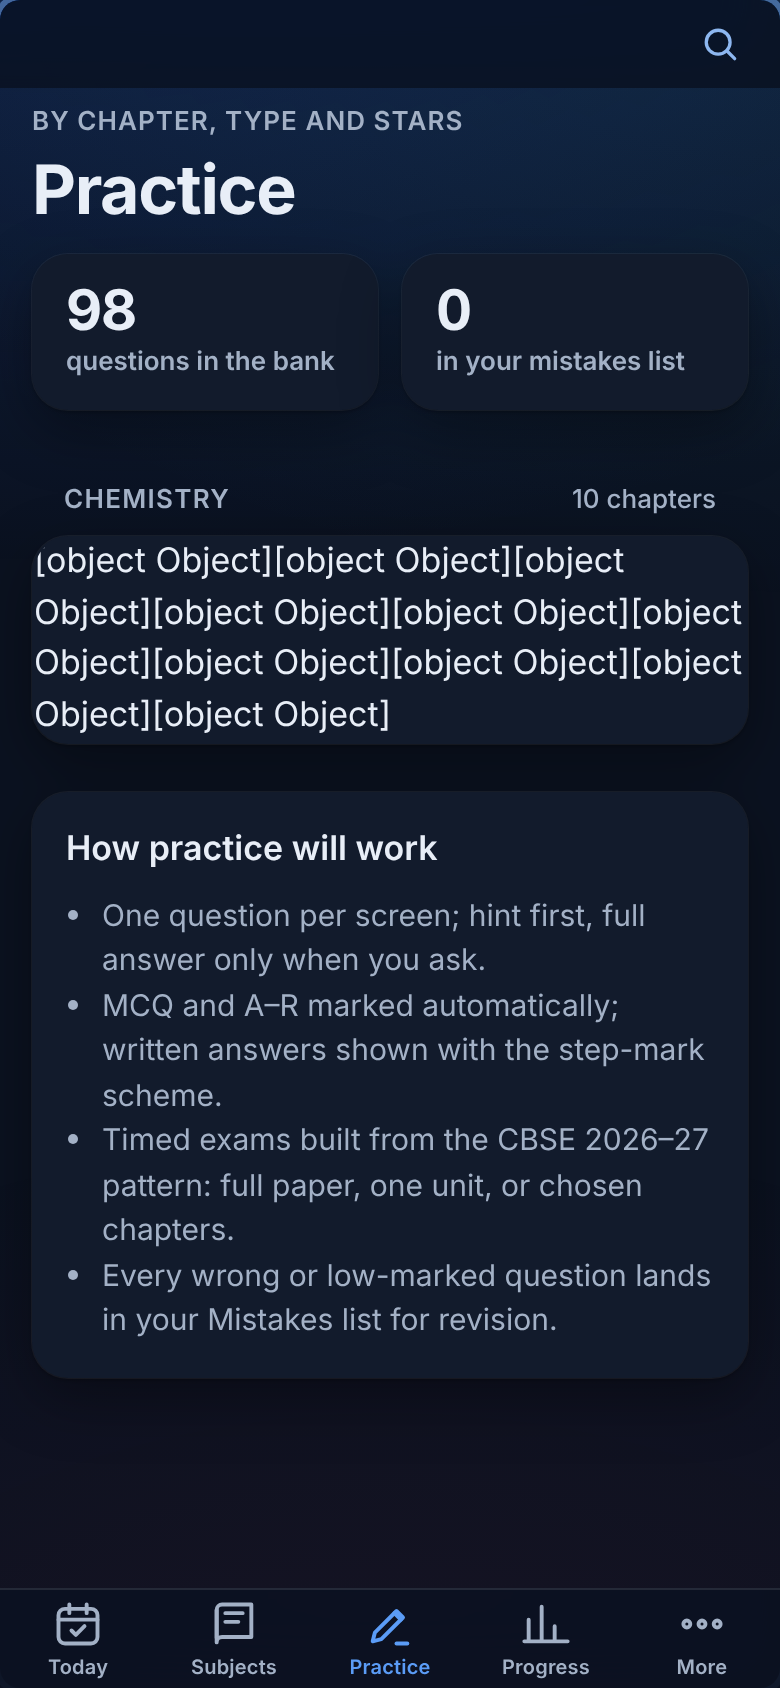 BY CHAPTER, TYPE AND STARS
Practice
98
questions in the bank
0
in your mistakes list
CHEMISTRY
10 chapters
[object Object][object Object][object
Object][object Object][object Object][object
Object][object Object][object Object][object
Object][object Object]
How practice will work
• One question per screen; hint first, full
answer only when you ask.
• MCQ and A–R marked automatically;
written answers shown with the step-mark
scheme.
• Timed exams built from the CBSE 2026–27
pattern: full paper, one unit, or chosen
chapters.
• Every wrong or low-marked question lands
in your Mistakes list for revision.
Today
Subjects
Practice
Progress
More